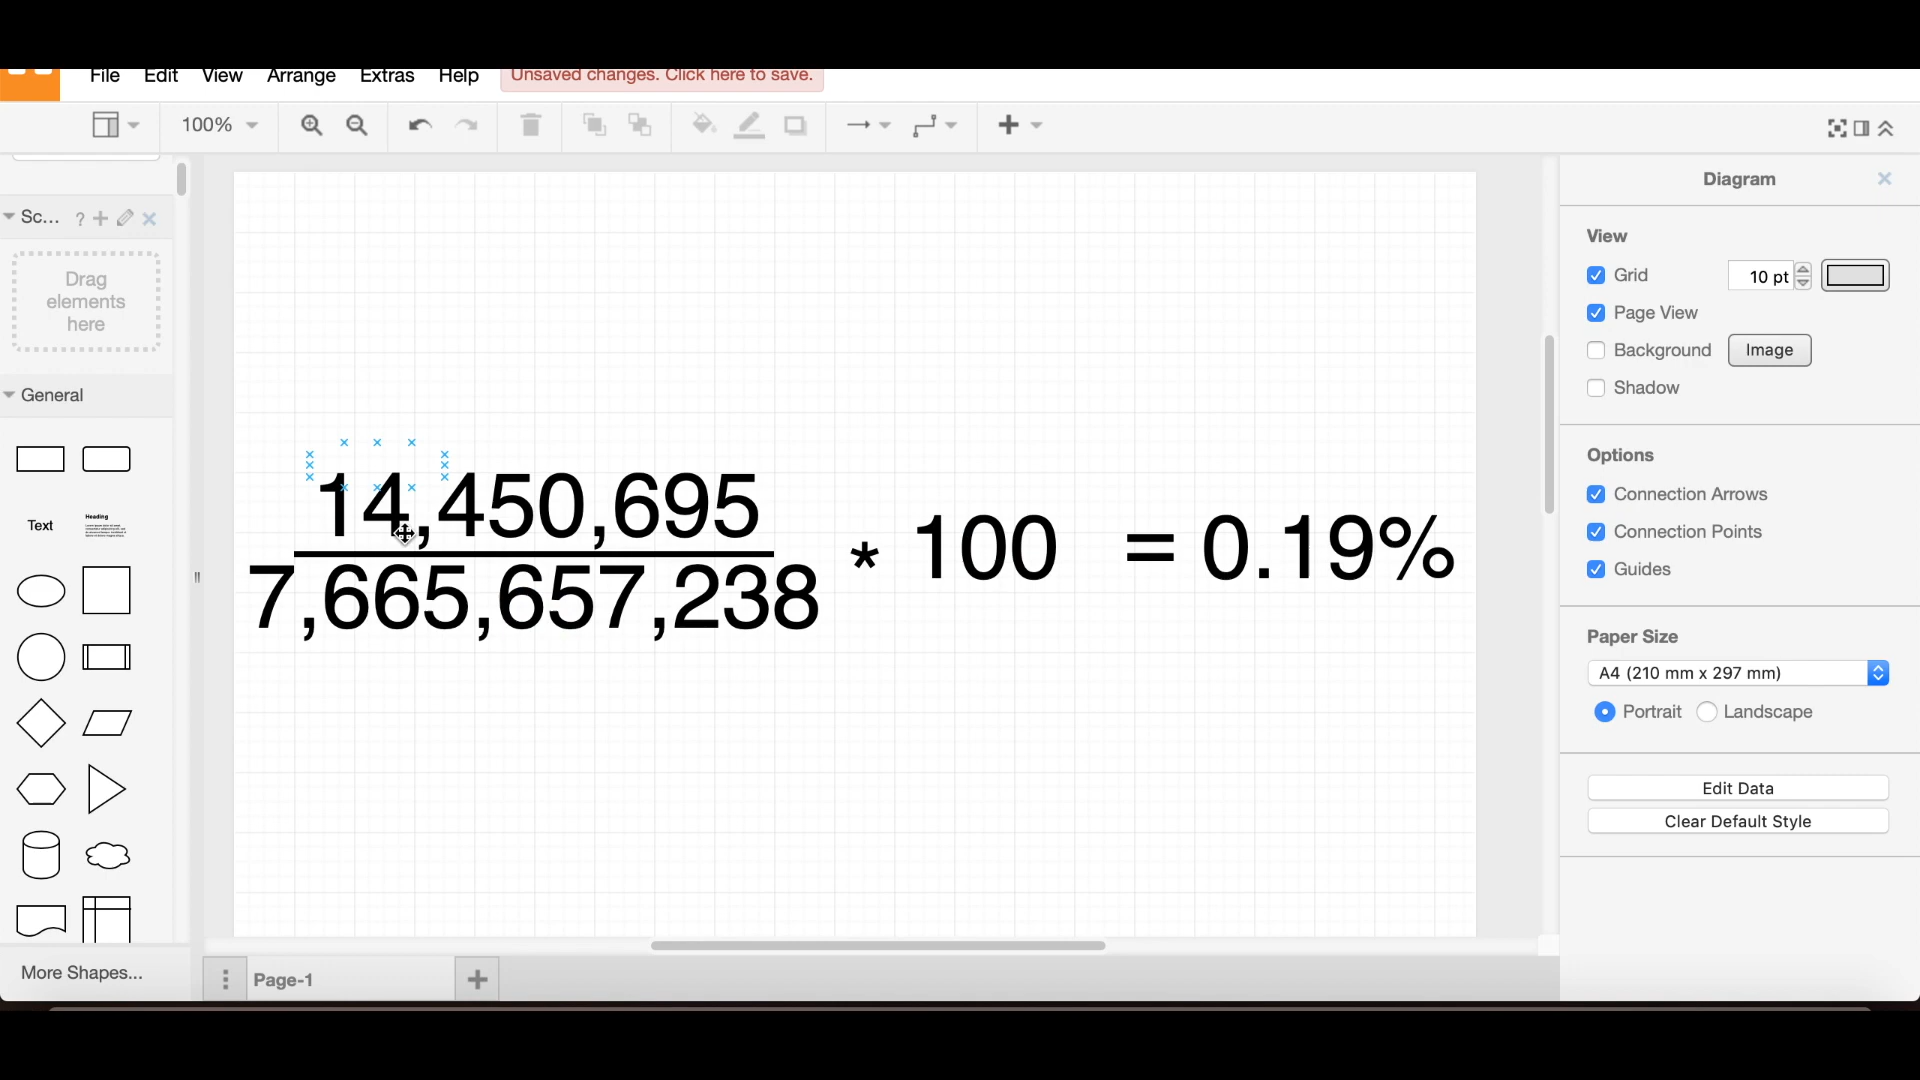 File Edit View Arrange Extras Help Unsaved changes. Click here to save.
100%
Sc... ?
Drag
elements
here
General
Text
Heading
More Shapes...
14,450,695
7,665,657,238
* 100 = 0.19%
Page-1
Diagram
View
Grid 10 pt
Page View
Background Image
Shadow
Options
Connection Arrows
Connection Points
Guides
Paper Size
A4 (210 mm x 297 mm)
Portrait Landscape
Edit Data
Clear Default Style